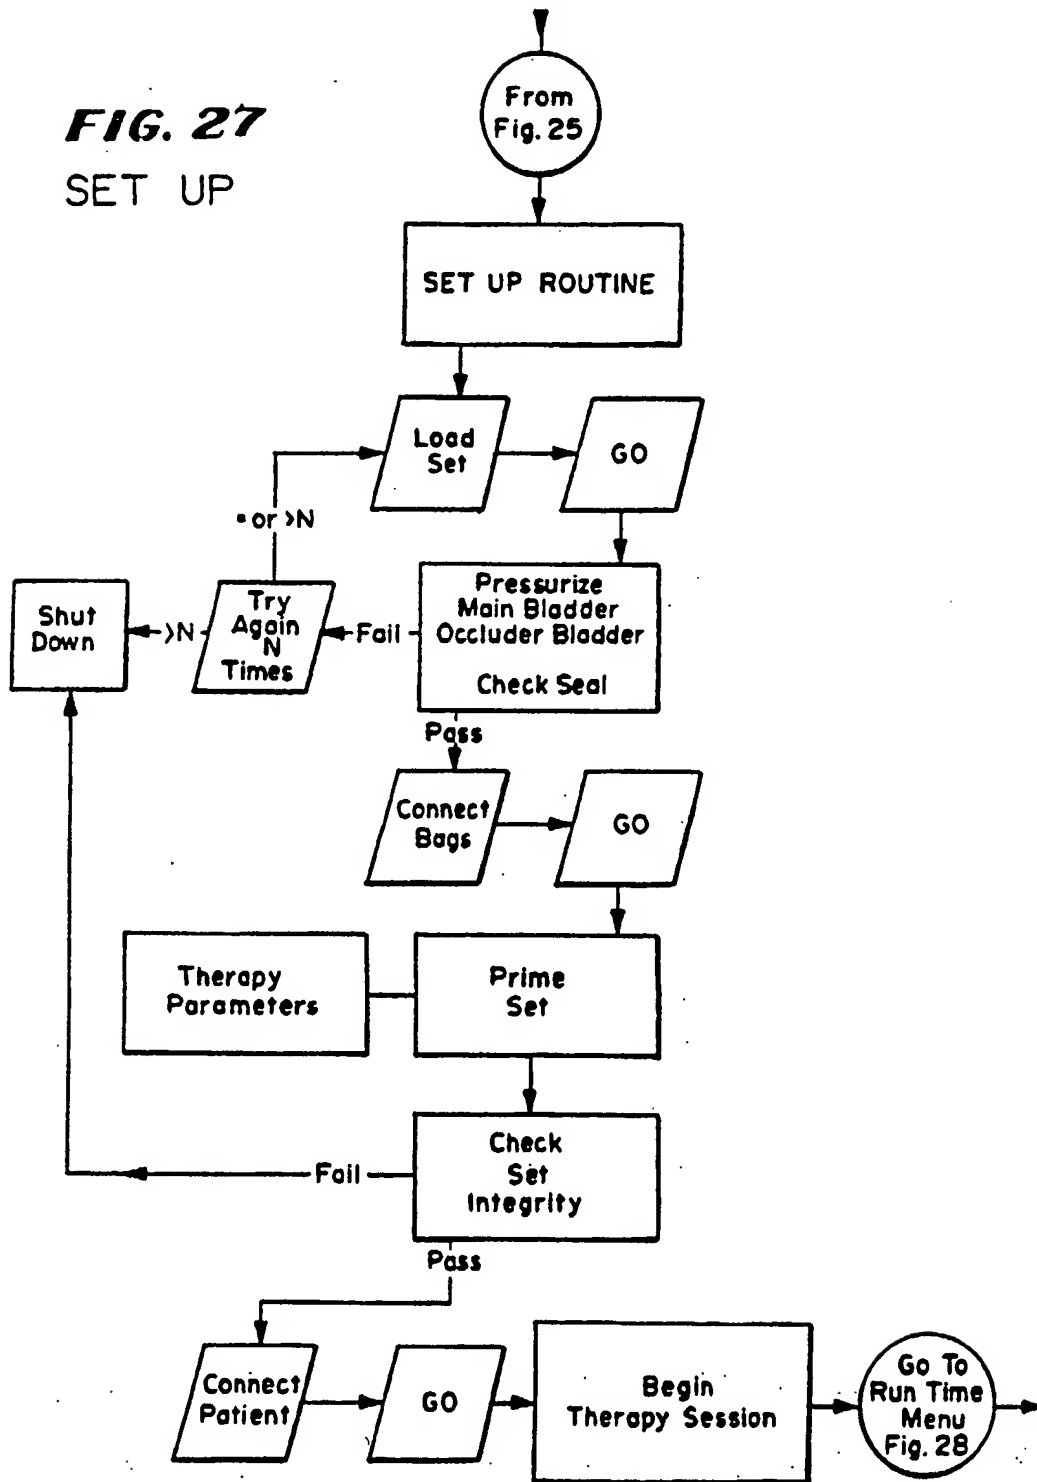 FIG. 27
SET UP
From
Fig. 25
SET UP ROUTINE
Load
Set
GO
= or >N
Shut
Down
>N
Try
Again
N
Times
Fail
Pressurize
Main Bladder
Occluder Bladder
Check Seal
Pass
Connect
Bags
GO
Therapy
Parameters
Prime
Set
Fail
Check
Set
Integrity
Pass
Connect
Patient
GO
Begin
Therapy Session
Go To
Run Time
Menu
Fig. 28